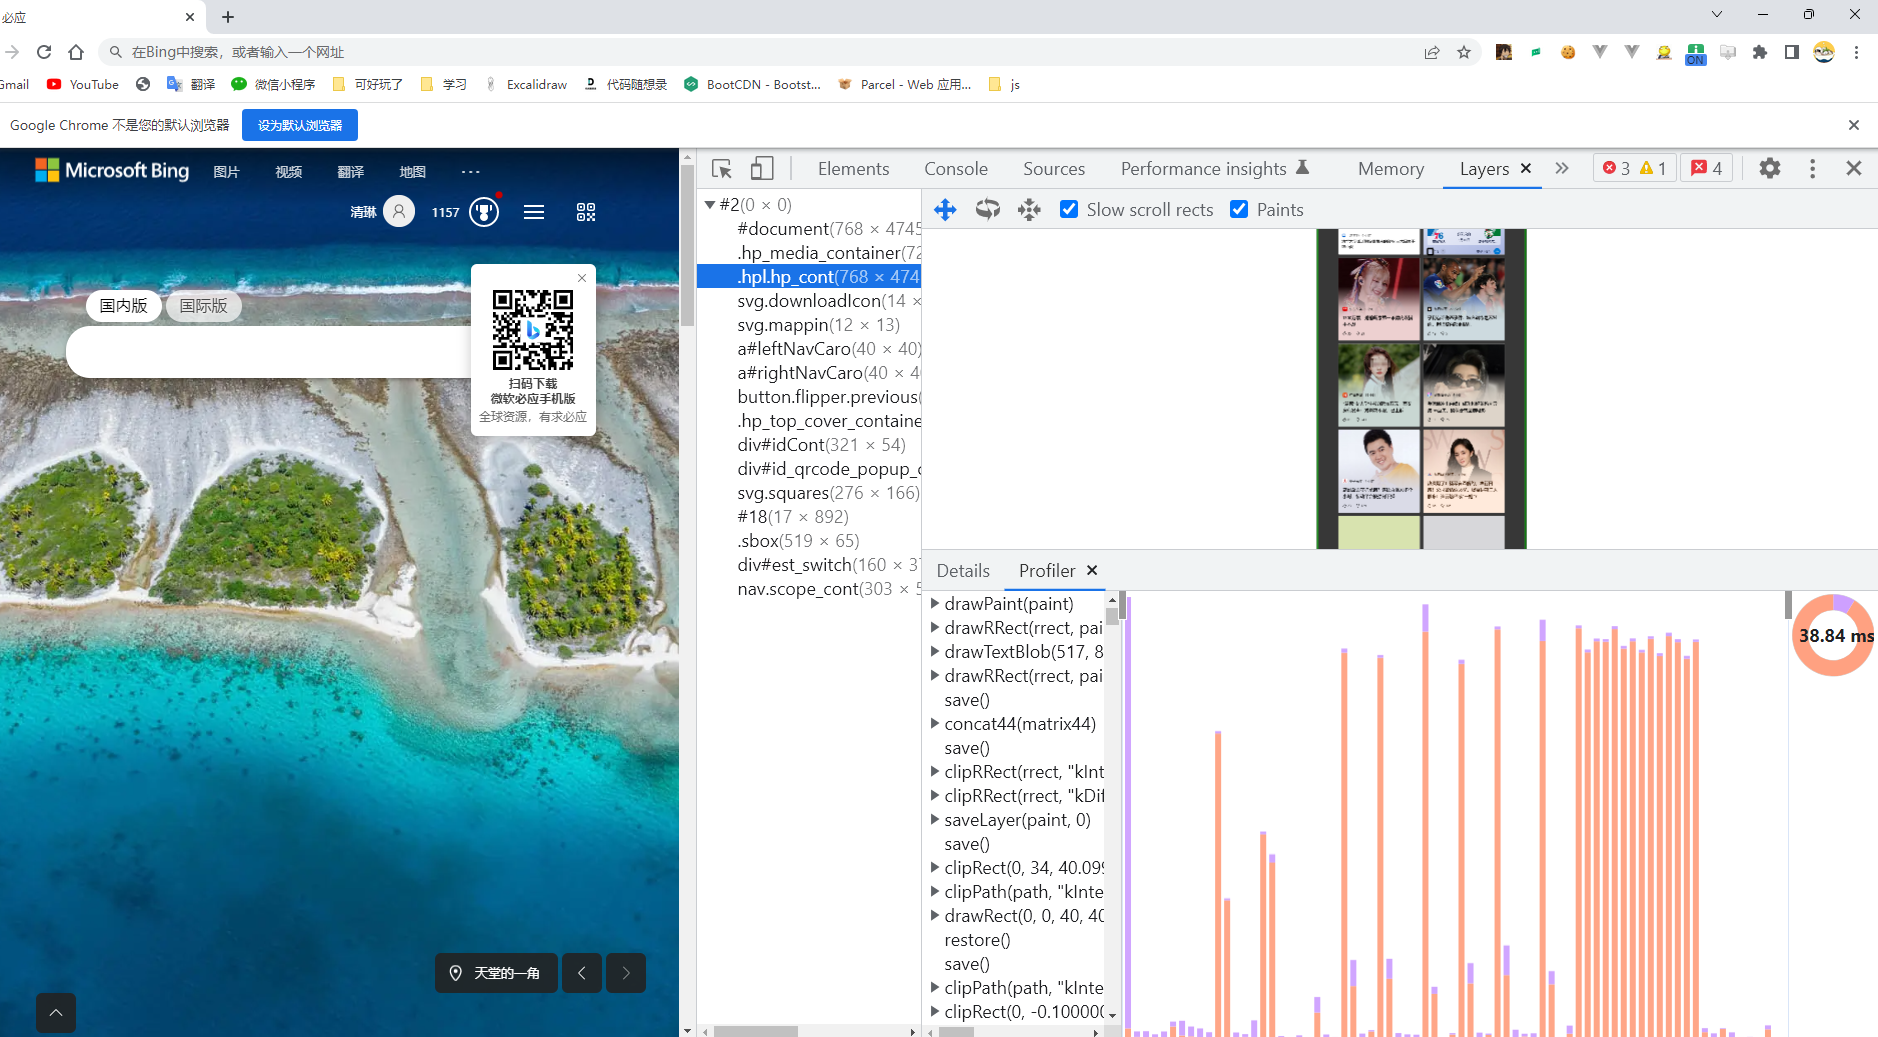 必应
在Bing中搜索，或者输入一个网址
ON
Gmail
YouTube
翻译
微信小程序
可好玩了
学习
Excalidraw
代码随想录
BootCDN - Bootst...
Parcel - Web 应用...
js
Google Chrome 不是您的默认浏览器
设为默认浏览器
Microsoft Bing
图片
视频
翻译
地图
清琳
1157
国内版
国际版
扫码下载
微软必应手机版
全球资源，有求必应
天堂的一角
Elements
Console
Sources
Performance insights
Memory
Layers
3
1
4
#2(0 × 0)
#document(768 × 4745
.hp_media_container(72
.hpl.hp_cont(768 × 474
svg.downloadIcon(14 ×
svg.mappin(12 × 13)
a#leftNavCaro(40 × 40)
a#rightNavCaro(40 × 4
button.flipper.previous(
.hp_top_cover_containe
div#idCont(321 × 54)
div#id_qrcode_popup_c
svg.squares(276 × 166)
#18(17 × 892)
.sbox(519 × 65)
div#est_switch(160 × 37
nav.scope_cont(303 × 5
Slow scroll rects
Paints
Details
Profiler
drawPaint(paint)
drawRRect(rrect, pai
drawTextBlob(517, 8
drawRRect(rrect, pai
save()
concat44(matrix44)
save()
clipRRect(rrect, "kInt
clipRRect(rrect, "kDif
saveLayer(paint, 0)
save()
clipRect(0, 34, 40.099
clipPath(path, "kInte
drawRect(0, 0, 40, 40
restore()
save()
clipPath(path, "kInte
clipRect(0, -0.100000
38.84 ms